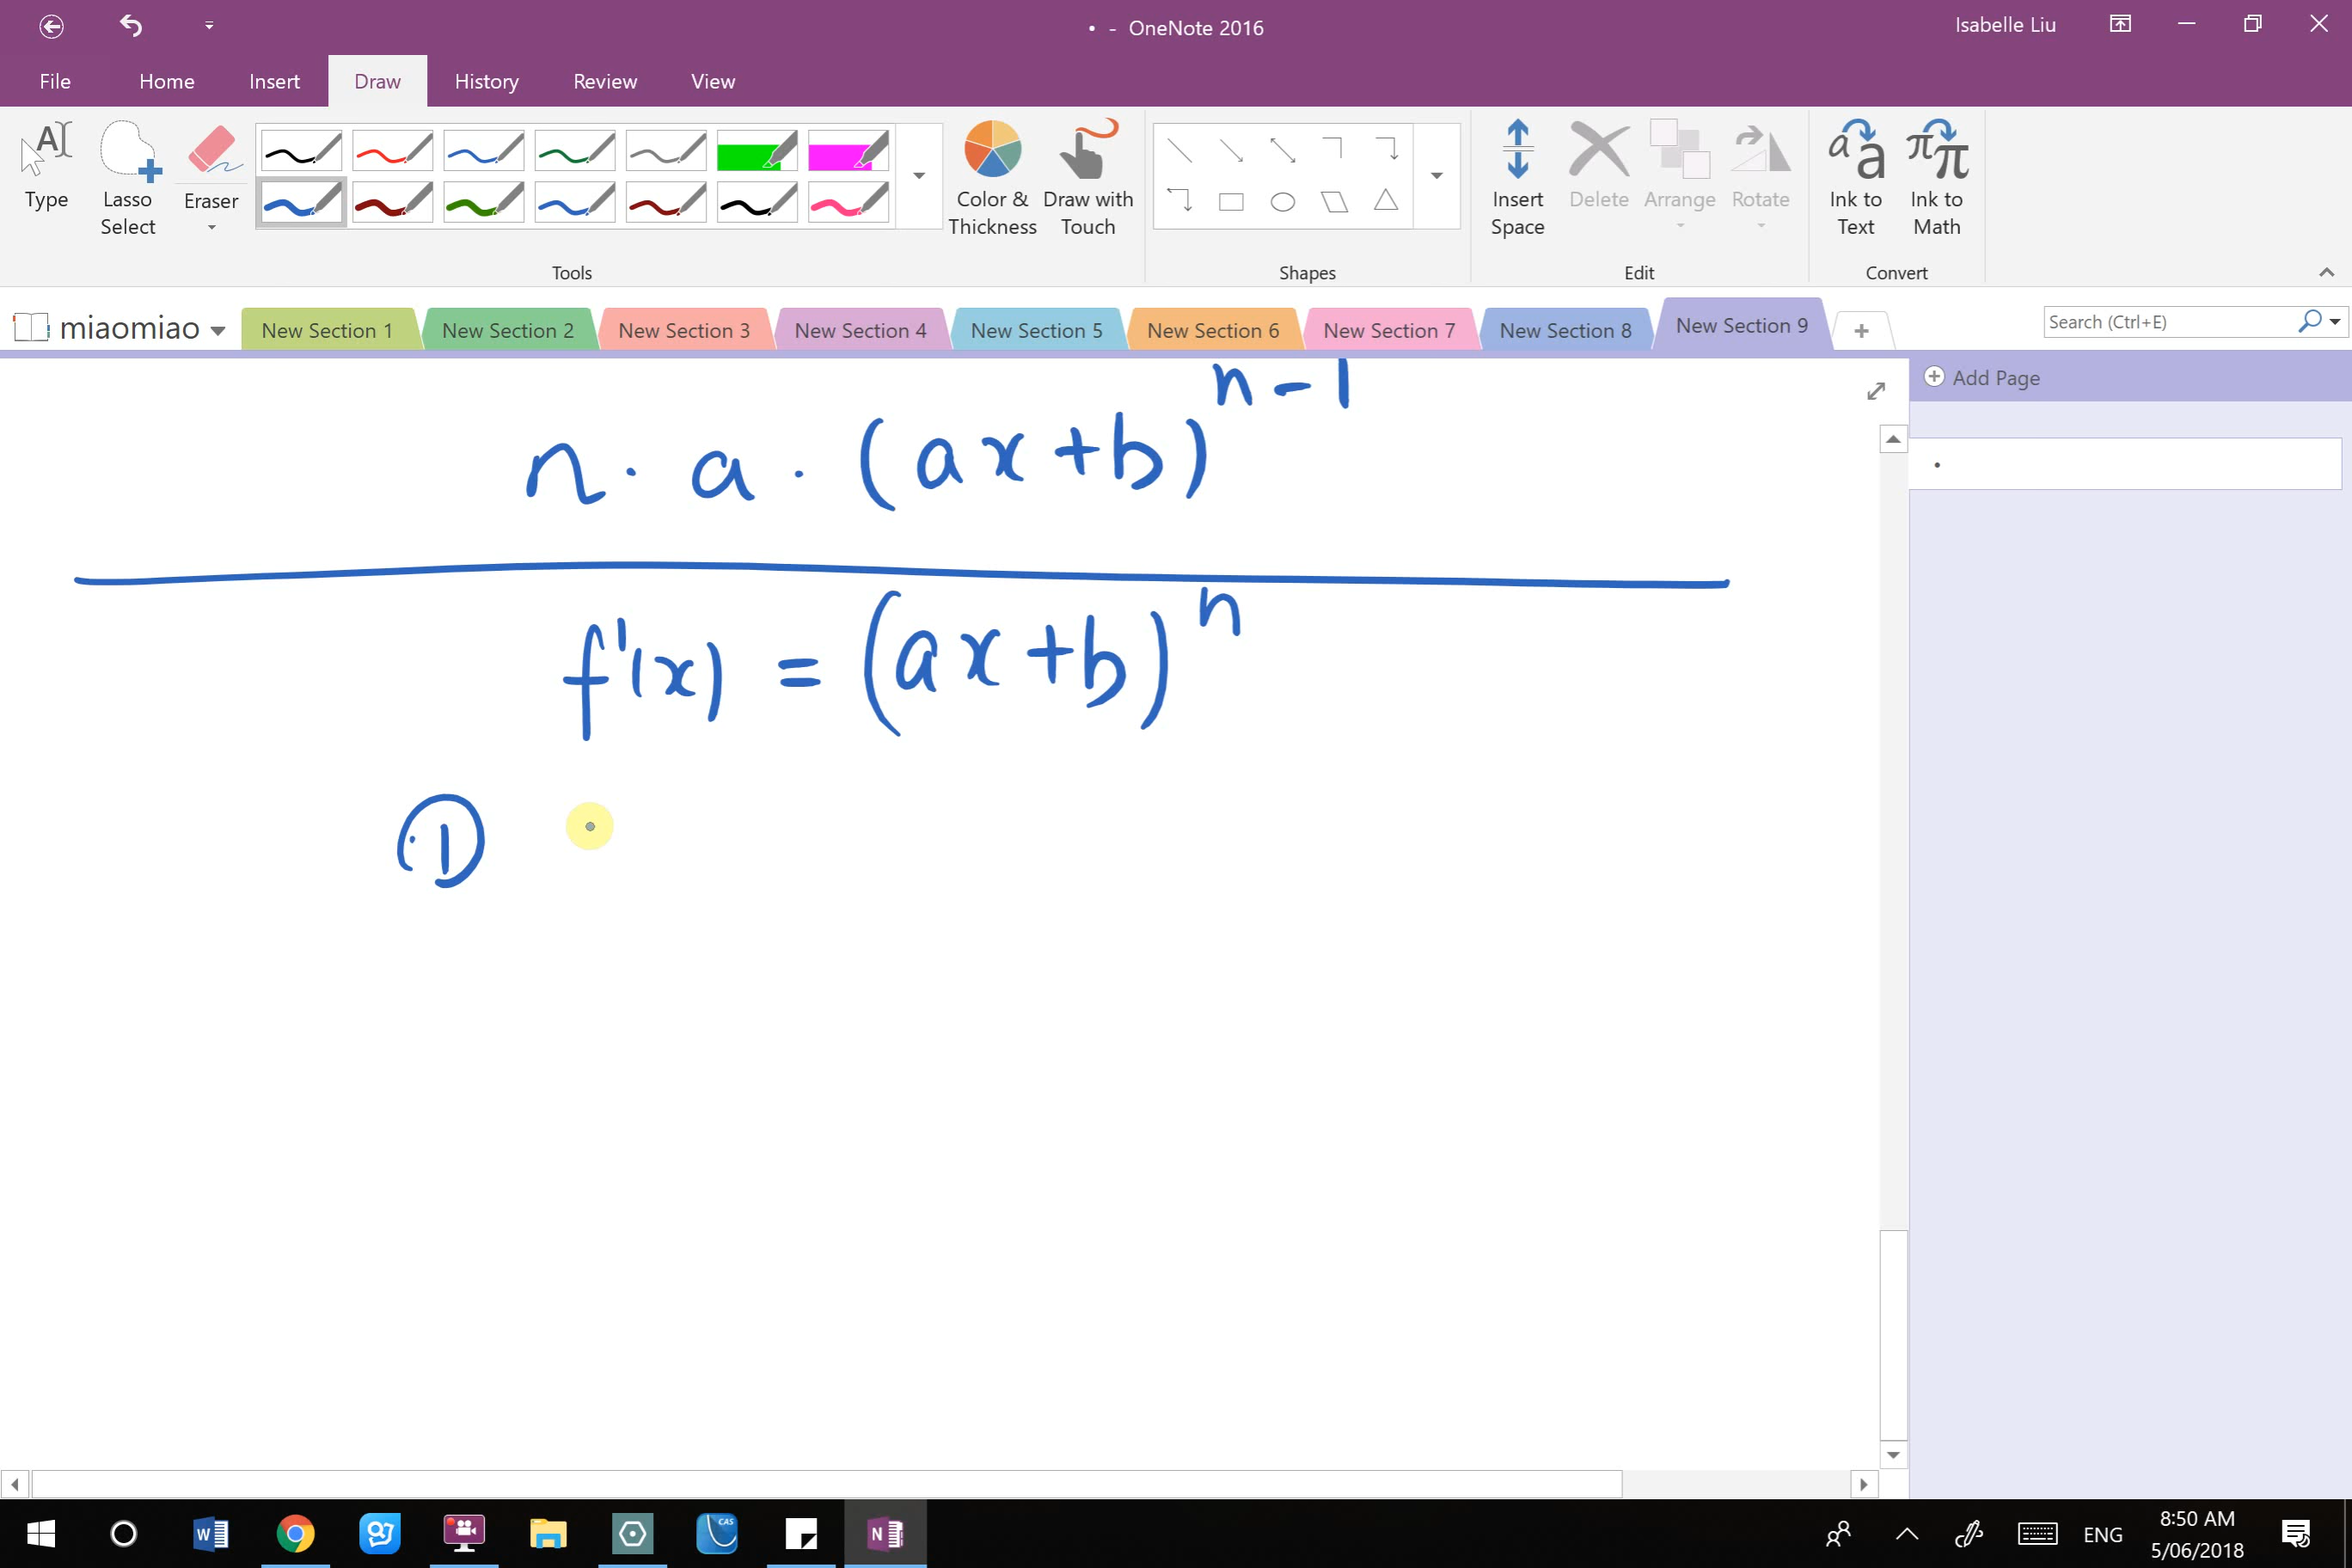 • - OneNote 2016
Isabelle Liu
File Home Insert Draw History Review View
Type
Lasso Select
Eraser
Color & Thickness
Draw with Touch
Insert Space
Delete
Arrange
Rotate
Ink to Text
Ink to Math
Tools
Shapes
Edit
Convert
miaomiao
New Section 1
New Section 2
New Section 3
New Section 4
New Section 5
New Section 6
New Section 7
New Section 8
New Section 9
+
Search (Ctrl+E)
Add Page
•
n · a · (ax+b)^{n-1}
f'(x) = (ax+b)^n
①
CAS
ENG
8:50 AM
5/06/2018